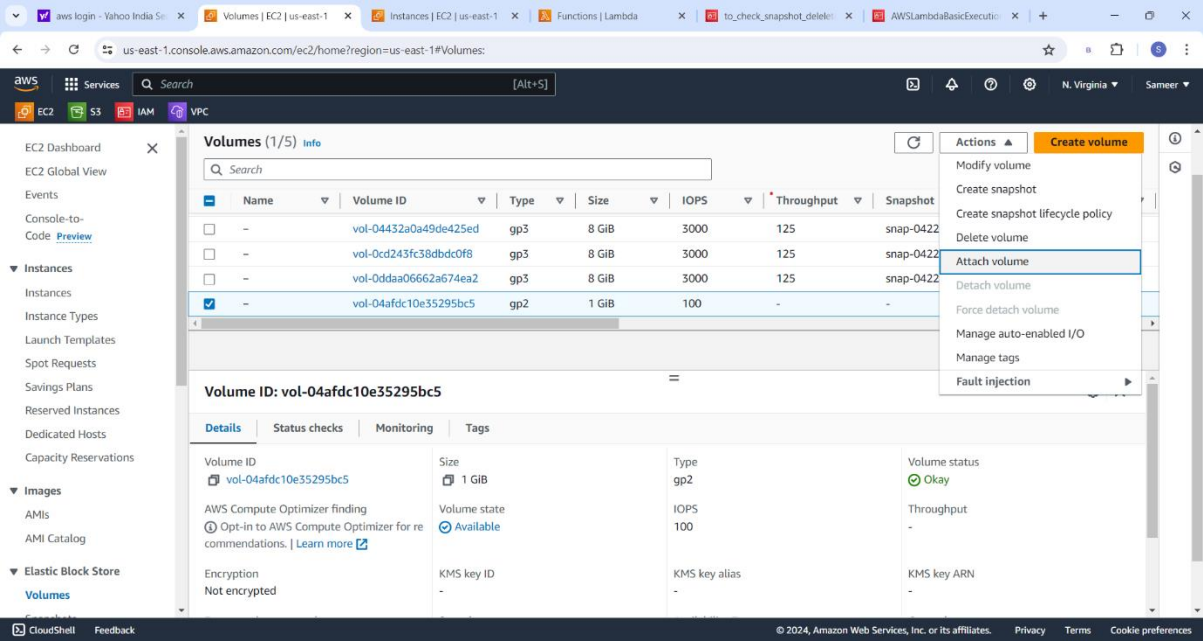 aws login - Yahoo India Se
Volumes | EC2 | us-east-1
Instances | EC2 | us-east-1
Functions | Lambda
to_check_snapshot_delelet
AWSLambdaBasicExecutio
us-east-1.console.aws.amazon.com/ec2/home?region=us-east-1#Volumes:
S
aws Services Search [Alt+S] N. Virginia Sameer
EC2 S3 IAM VPC
EC2 Dashboard
EC2 Global View
Events
Console-to-
Code Preview
Instances
Instances
Instance Types
Launch Templates
Spot Requests
Savings Plans
Reserved Instances
Dedicated Hosts
Capacity Reservations
Images
AMIs
AMI Catalog
Elastic Block Store
Volumes
Volumes (1/5) Info
Actions
Create volume
Search
Name Volume ID Type Size IOPS Throughput Snapshot
- vol-04432a0a49de425ed gp3 8 GiB 3000 125 snap-0422
- vol-0cd243fc38dbdc0f8 gp3 8 GiB 3000 125 snap-0422
- vol-0ddaa06662a674ea2 gp3 8 GiB 3000 125 snap-0422
- vol-04afdc10e35295bc5 gp2 1 GiB 100 - -
Modify volume
Create snapshot
Create snapshot lifecycle policy
Delete volume
Attach volume
Detach volume
Force detach volume
Manage auto-enabled I/O
Manage tags
Fault injection
Volume ID: vol-04afdc10e35295bc5
Details Status checks Monitoring Tags
Volume ID
vol-04afdc10e35295bc5
Size
1 GiB
Type
gp2
Volume status
Okay
AWS Compute Optimizer finding
Opt-in to AWS Compute Optimizer for re
commendations. | Learn more
Volume state
Available
IOPS
100
Throughput
-
Encryption
Not encrypted
KMS key ID
-
KMS key alias
-
KMS key ARN
-
CloudShell Feedback © 2024, Amazon Web Services, Inc. or its affiliates. Privacy Terms Cookie preferences